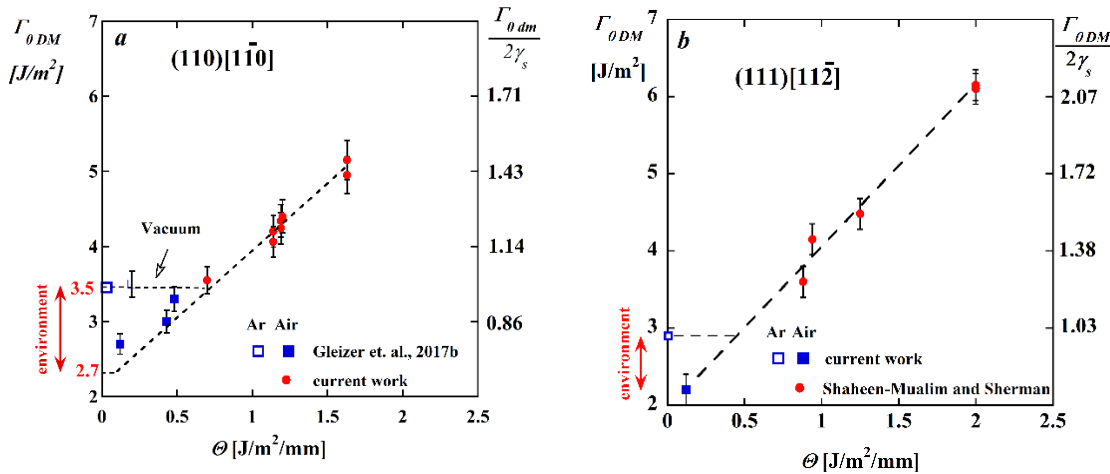 Γ0 DM
[J/m²]
a
(110)[11̄0]
Γ0 dm
2γs
7
6
5
4
3.5
3
2.7
2
1.71
1.43
1.14
0.86
Vacuum
environment
Ar Air
Gleizer et. al., 2017b
current work
0 0.5 1 1.5 2 2.5
Θ [J/m²/mm]
Γ0 DM
[J/m²]
b
(111)[112̄]
Γ0 DM
2γs
7
6
5
4
3
2
2.07
1.72
1.38
1.03
environment
Ar Air
current work
Shaheen-Mualim and Sherman
0 0.5 1 1.5 2 2.5
Θ [J/m²/mm]